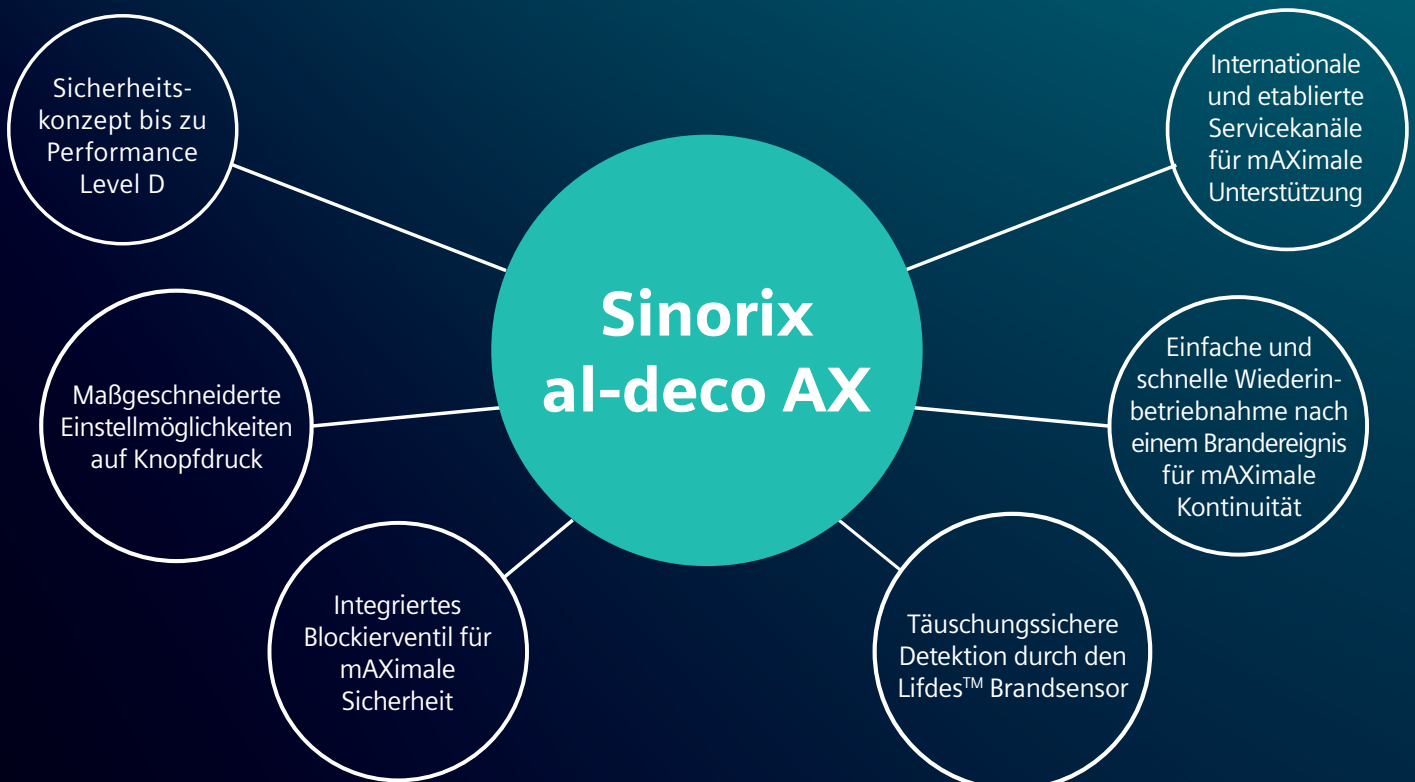 Sicherheits-
konzept bis zu
Performance
Level D
Internationale
und etablierte
Servicekanäle
für mAXimale
Unterstützung
Sinorix
al-deco AX
Maßgeschneiderte
Einstellmöglichkeiten
auf Knopfdruck
Einfache und
schnelle Wiederin-
betriebnahme nach
einem Brandereignis
für mAXimale
Kontinuität
Integriertes
Blockierventil für
mAXimale
Sicherheit
Täuschungssichere
Detektion durch den
Lifdes™ Brandsensor